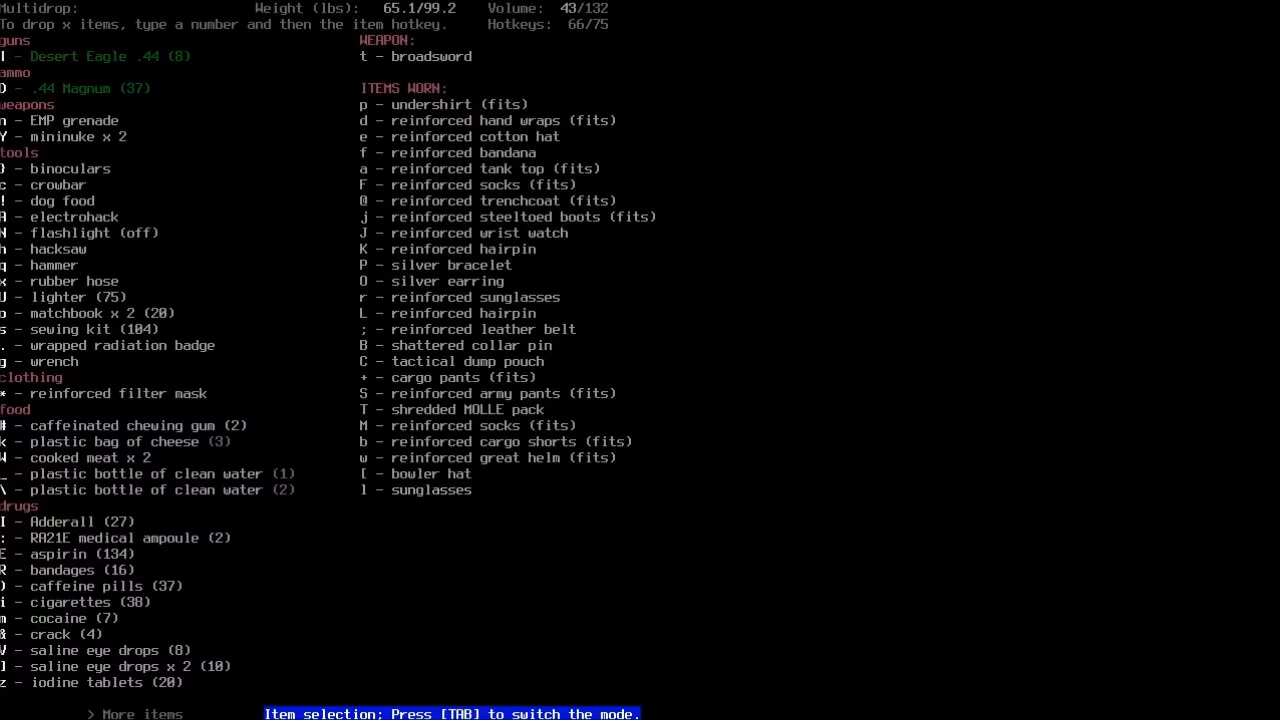 Multidrop: Weight (lbs): 65.1/99.2 Volume: 43/132
To drop x items, type a number and then the item hotkey. Hotkeys: 66/75
guns
l - Desert Eagle .44 (8)
ammo
D - .44 Magnum (37)
weapons
n - EMP grenade
Y - mininuke x 2
tools
} - binoculars
c - crowbar
! - dog food
A - electrohack
N - flashlight (off)
h - hacksaw
q - hammer
x - rubber hose
U - lighter (75)
o - matchbook x 2 (20)
s - sewing kit (104)
. - wrapped radiation badge
g - wrench
clothing
* - reinforced filter mask
food
# - caffeinated chewing gum (2)
k - plastic bag of cheese (3)
W - cooked meat x 2
_ - plastic bottle of clean water (1)
\ - plastic bottle of clean water (2)
drugs
I - Adderall (27)
: - RA21E medical ampoule (2)
E - aspirin (134)
R - bandages (16)
) - caffeine pills (37)
i - cigarettes (38)
m - cocaine (7)
& - crack (4)
V - saline eye drops (8)
] - saline eye drops x 2 (10)
z - iodine tablets (20)
WEAPON:
t - broadsword
ITEMS WORN:
p - undershirt (fits)
d - reinforced hand wraps (fits)
e - reinforced cotton hat
f - reinforced bandana
a - reinforced tank top (fits)
F - reinforced socks (fits)
@ - reinforced trenchcoat (fits)
j - reinforced steeltoed boots (fits)
J - reinforced wrist watch
K - reinforced hairpin
P - silver bracelet
O - silver earring
r - reinforced sunglasses
L - reinforced hairpin
; - reinforced leather belt
B - shattered collar pin
C - tactical dump pouch
+ - cargo pants (fits)
S - reinforced army pants (fits)
T - shredded MOLLE pack
M - reinforced socks (fits)
b - reinforced cargo shorts (fits)
w - reinforced great helm (fits)
[ - bowler hat
l - sunglasses
> More items Item selection; Press [TAB] to switch the mode.